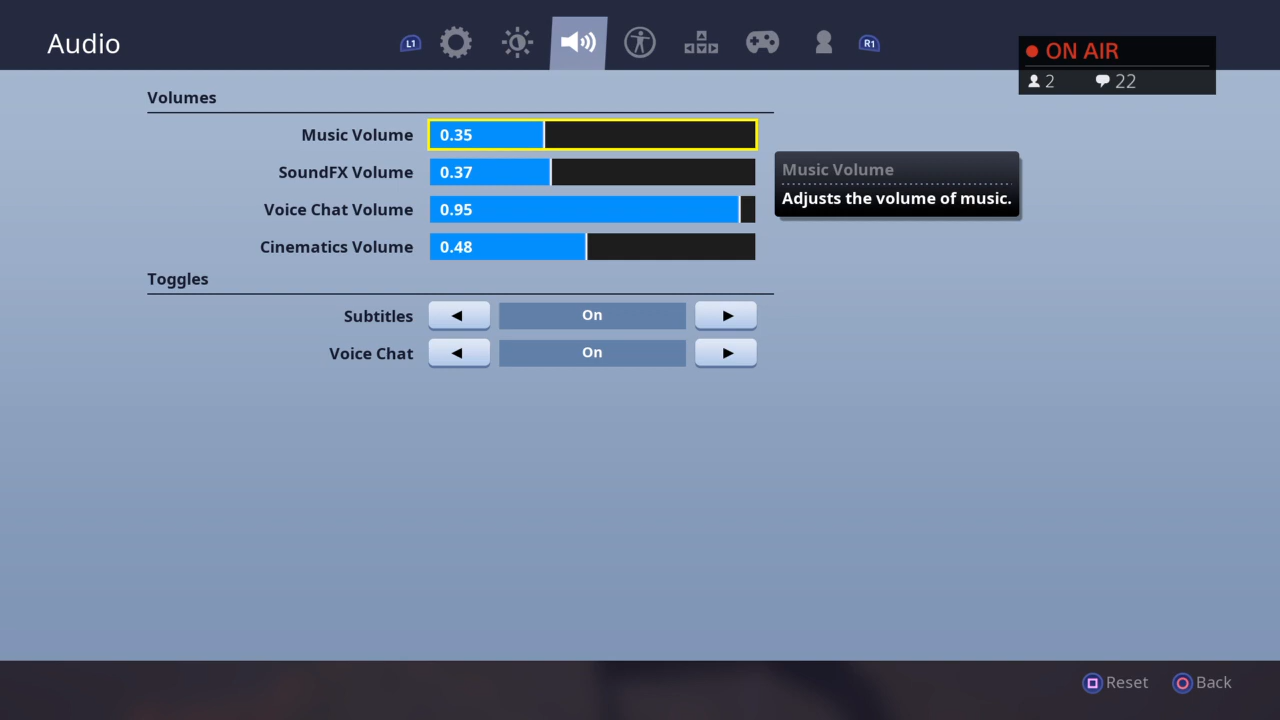 Audio
L1
R1
ON AIR
2 22
Volumes
Music Volume 0.35
SoundFX Volume 0.37
Voice Chat Volume 0.95
Cinematics Volume 0.48
Music Volume
Adjusts the volume of music.
Toggles
Subtitles On
Voice Chat On
Reset Back